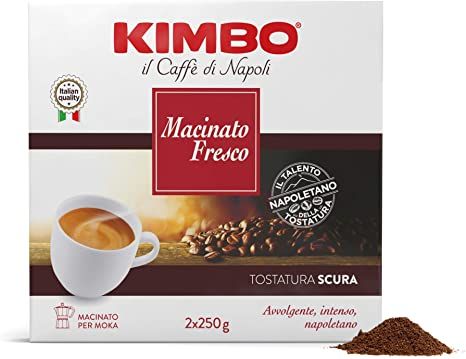 KIMBO®
il Caffè di Napoli
Italian
quality
Macinato
Fresco
IL TALENTO
NAPOLETANO
DELLA
TOSTATURA
TOSTATURA SCURA
MACINATO
PER MOKA
2x250g
Avvolgente, intenso,
napoletano